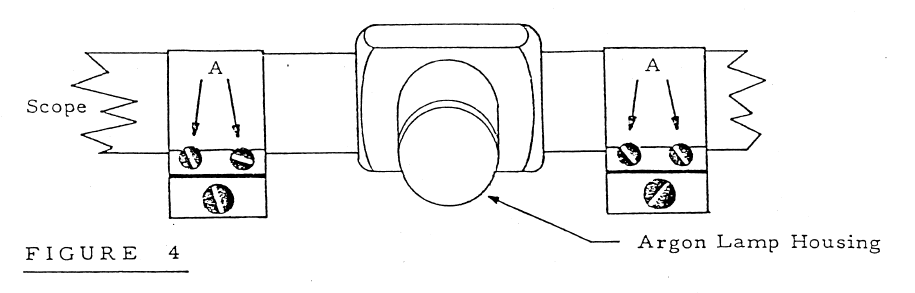 A
A
Scope
Argon Lamp Housing
FIGURE 4